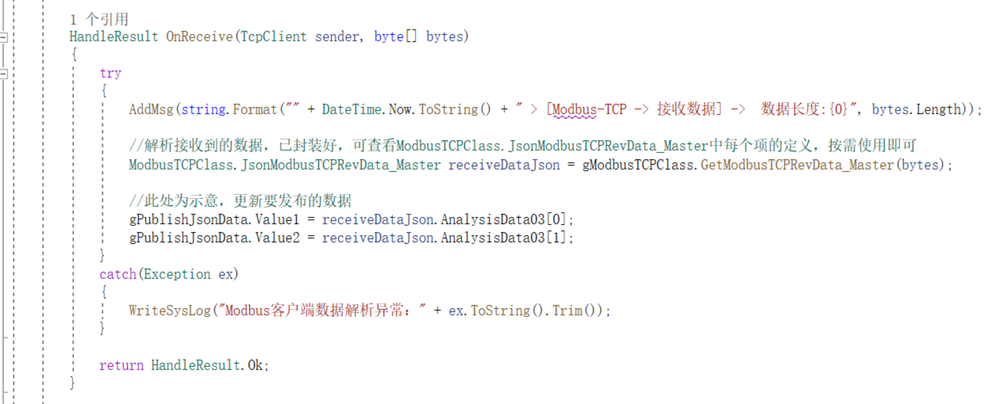 1 个引用
HandleResult OnReceive(TcpClient sender, byte[] bytes)
{
try
{
AddMsg(string.Format("" + DateTime.Now.ToString() + " > [Modbus-TCP -> 接收数据] ->  数据长度:{0}", bytes.Length));
//解析接收到的数据，已封装好，可查看ModbusTCPClass.JsonModbusTCPRevData_Master中每个项的定义，按需使用即可
ModbusTCPClass.JsonModbusTCPRevData_Master receiveDataJson = gModbusTCPClass.GetModbusTCPRevData_Master(bytes);
//此处为示意，更新要发布的数据
gPublishJsonData.Value1 = receiveDataJson.AnalysisData03[0];
gPublishJsonData.Value2 = receiveDataJson.AnalysisData03[1];
}
catch(Exception ex)
{
WriteSysLog("Modbus客户端数据解析异常：" + ex.ToString().Trim());
}
return HandleResult.Ok;
}